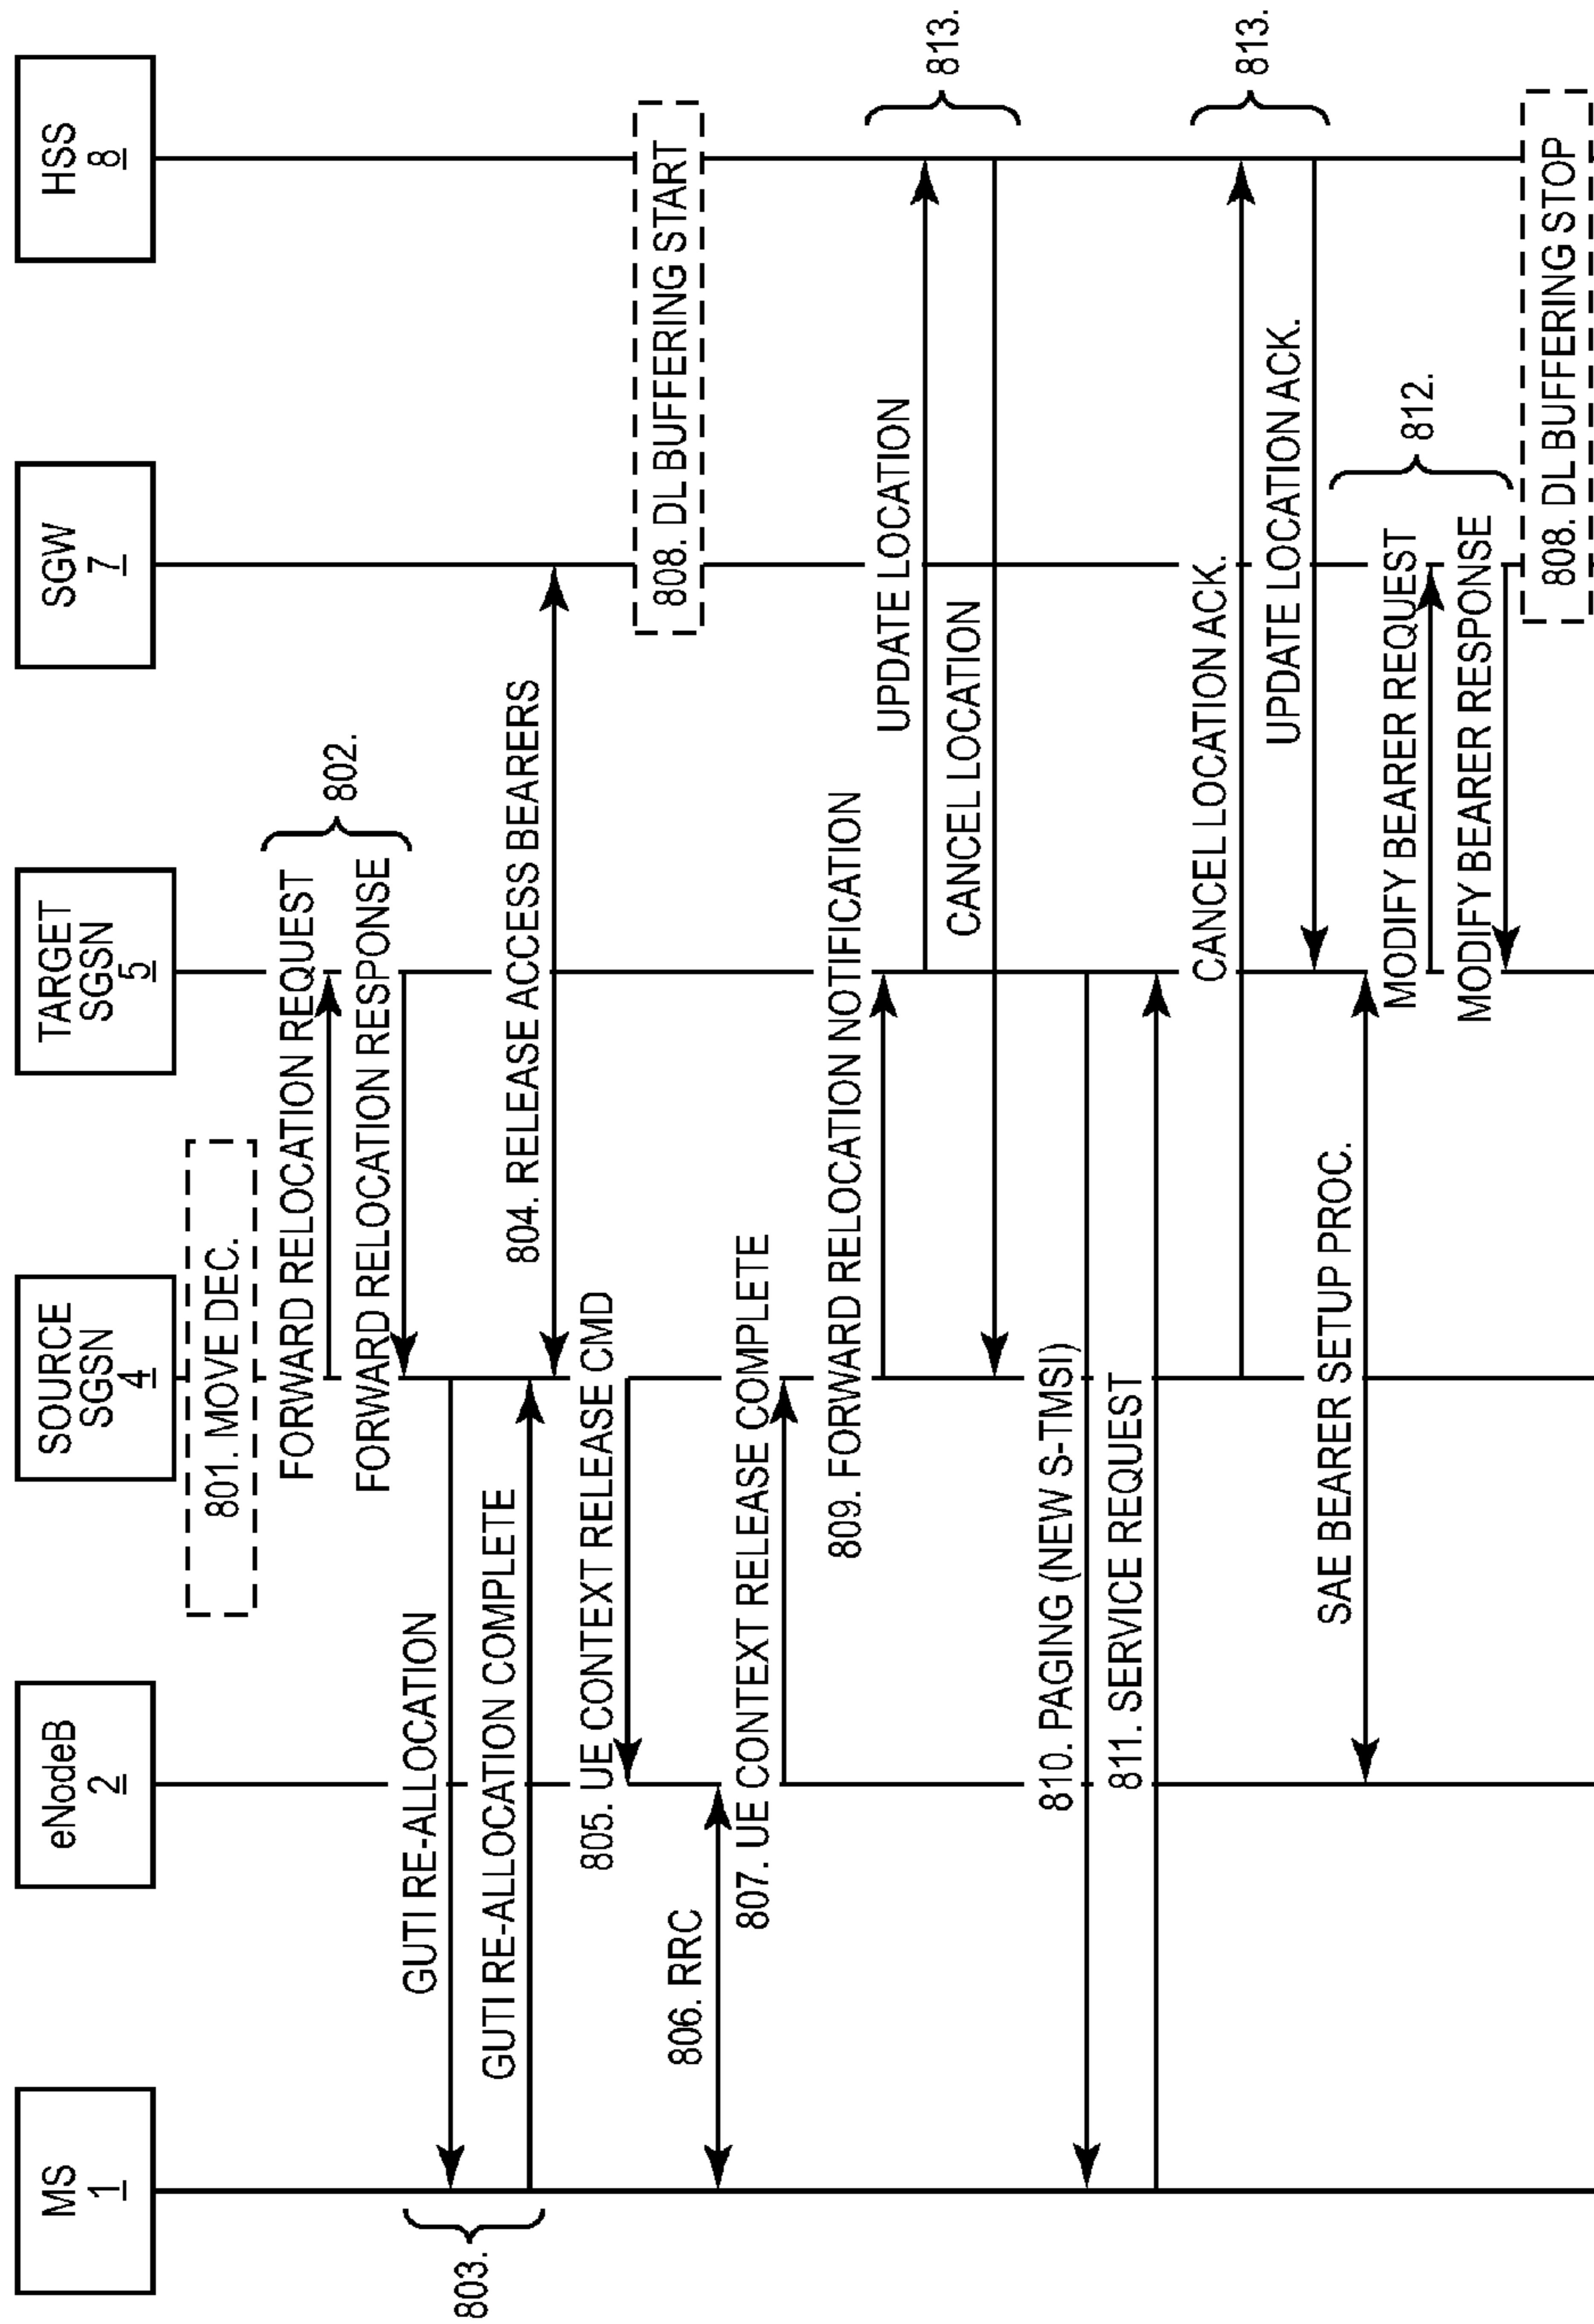 MS
1
eNodeB
2
SOURCE
SGSN
4
TARGET
SGSN
5
SGW
7
HSS
8
801. MOVE DEC.
FORWARD RELOCATION REQUEST
802.
FORWARD RELOCATION RESPONSE
GUTI RE-ALLOCATION
803.
GUTI RE-ALLOCATION COMPLETE
804. RELEASE ACCESS BEARERS
805. UE CONTEXT RELEASE CMD
808. DL BUFFERING START
806. RRC
807. UE CONTEXT RELEASE COMPLETE
809. FORWARD RELOCATION NOTIFICATION
UPDATE LOCATION
813.
CANCEL LOCATION
810. PAGING (NEW S-TMSI)
811. SERVICE REQUEST
CANCEL LOCATION ACK.
813.
UPDATE LOCATION ACK.
SAE BEARER SETUP PROC.
MODIFY BEARER REQUEST
812.
MODIFY BEARER RESPONSE
808. DL BUFFERING STOP